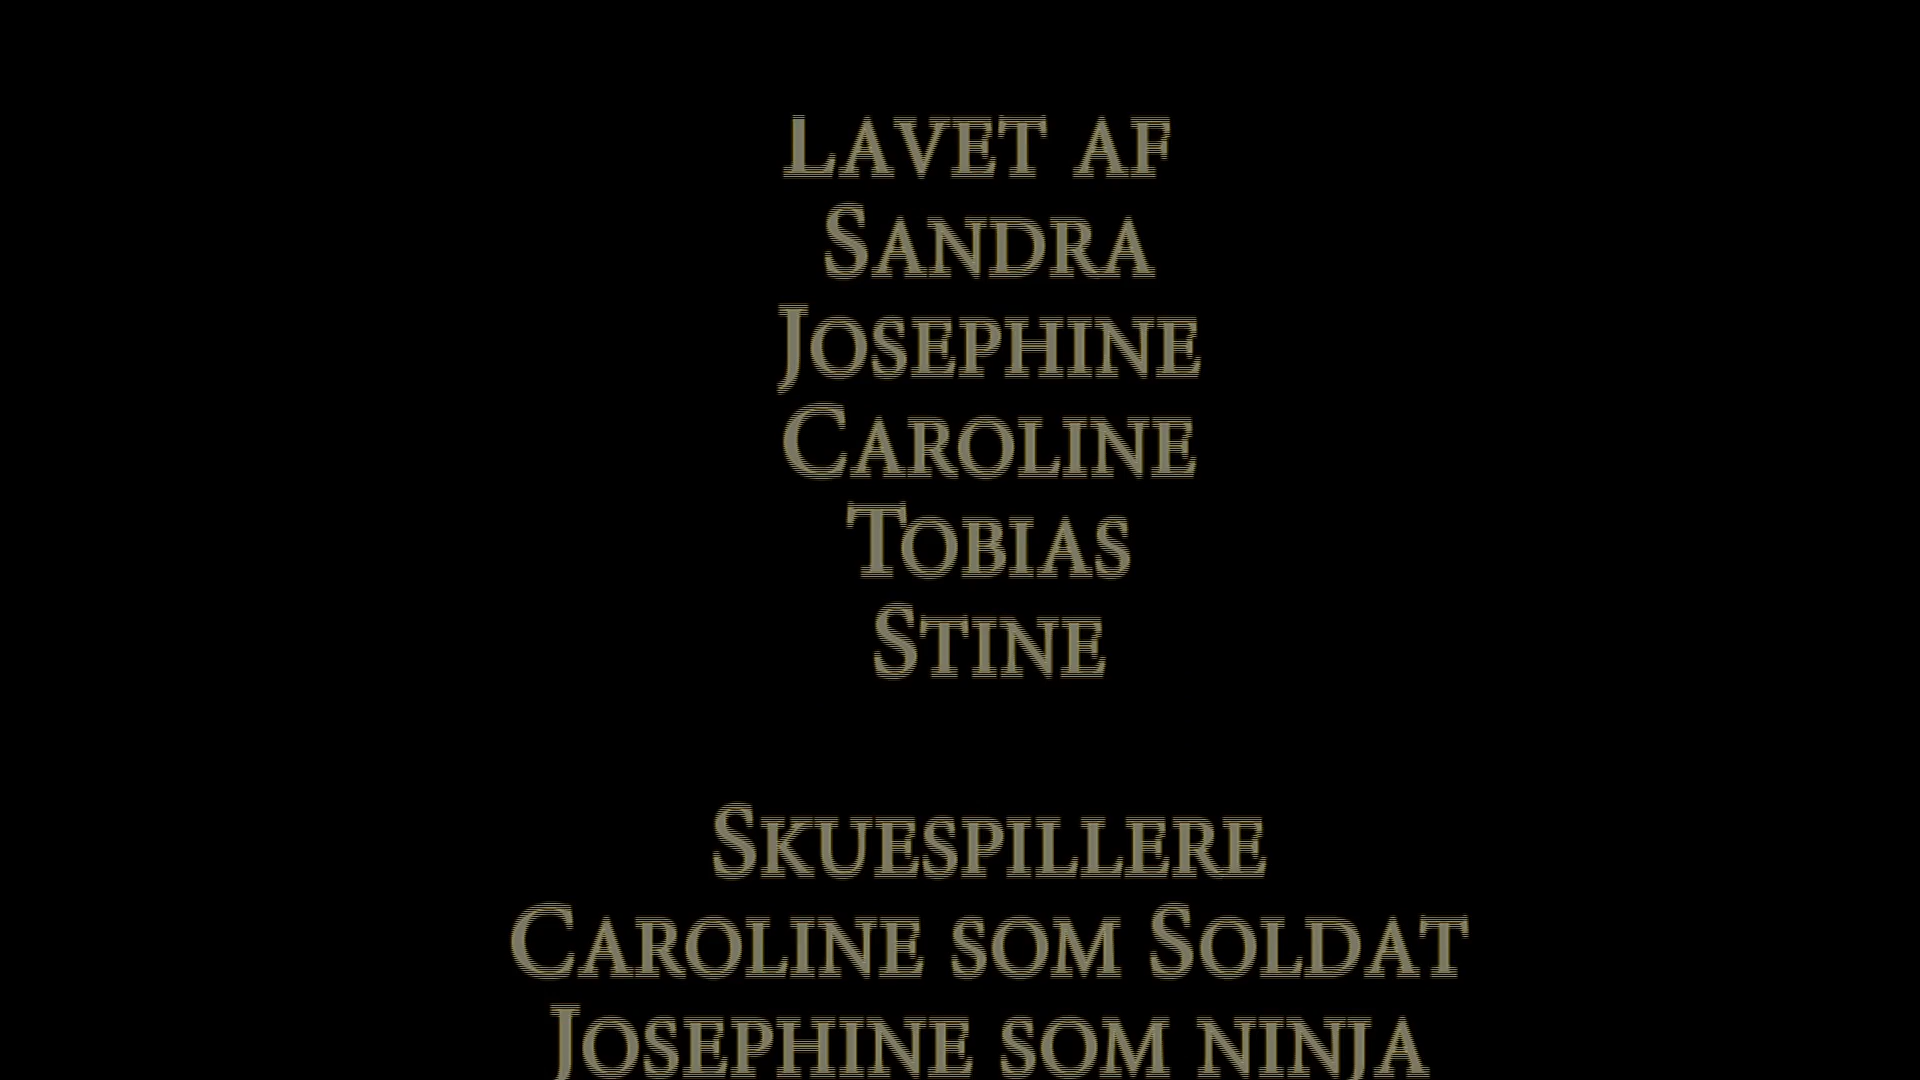 Lavet af
Sandra
Josephine
Caroline
Tobias
Stine
Skuespillere
Caroline som Soldat
Josephine som ninja